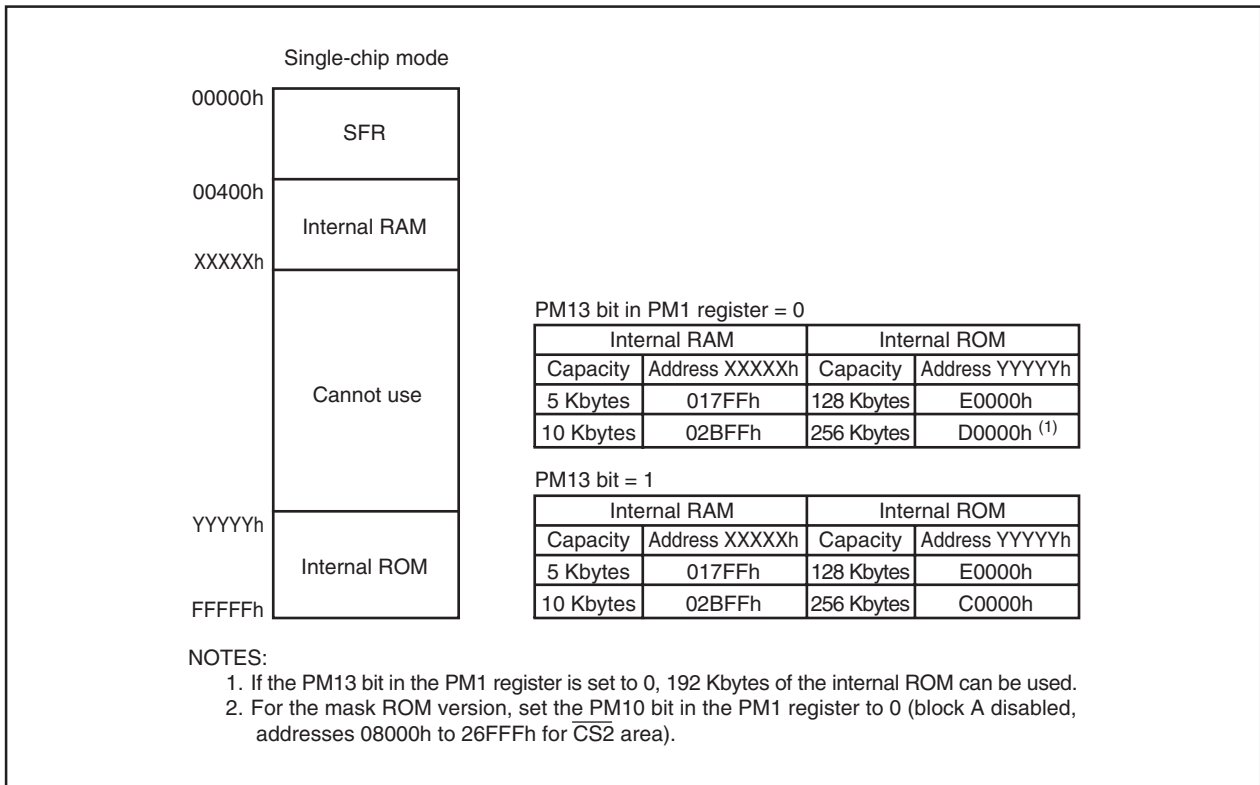 Single-chip mode
00000h
SFR
00400h
Internal RAM
XXXXXh
Cannot use
YYYYYh
Internal ROM
FFFFFh
PM13 bit in PM1 register = 0
Internal RAM Internal ROM
Capacity Address XXXXXh Capacity Address YYYYYh
5 Kbytes 017FFh 128 Kbytes E0000h
10 Kbytes 02BFFh 256 Kbytes D0000h (1)
PM13 bit = 1
Internal RAM Internal ROM
Capacity Address XXXXXh Capacity Address YYYYYh
5 Kbytes 017FFh 128 Kbytes E0000h
10 Kbytes 02BFFh 256 Kbytes C0000h
NOTES:
1. If the PM13 bit in the PM1 register is set to 0, 192 Kbytes of the internal ROM can be used.
2. For the mask ROM version, set the PM10 bit in the PM1 register to 0 (block A disabled,
addresses 08000h to 26FFFh for C̅S̅2̅ area).